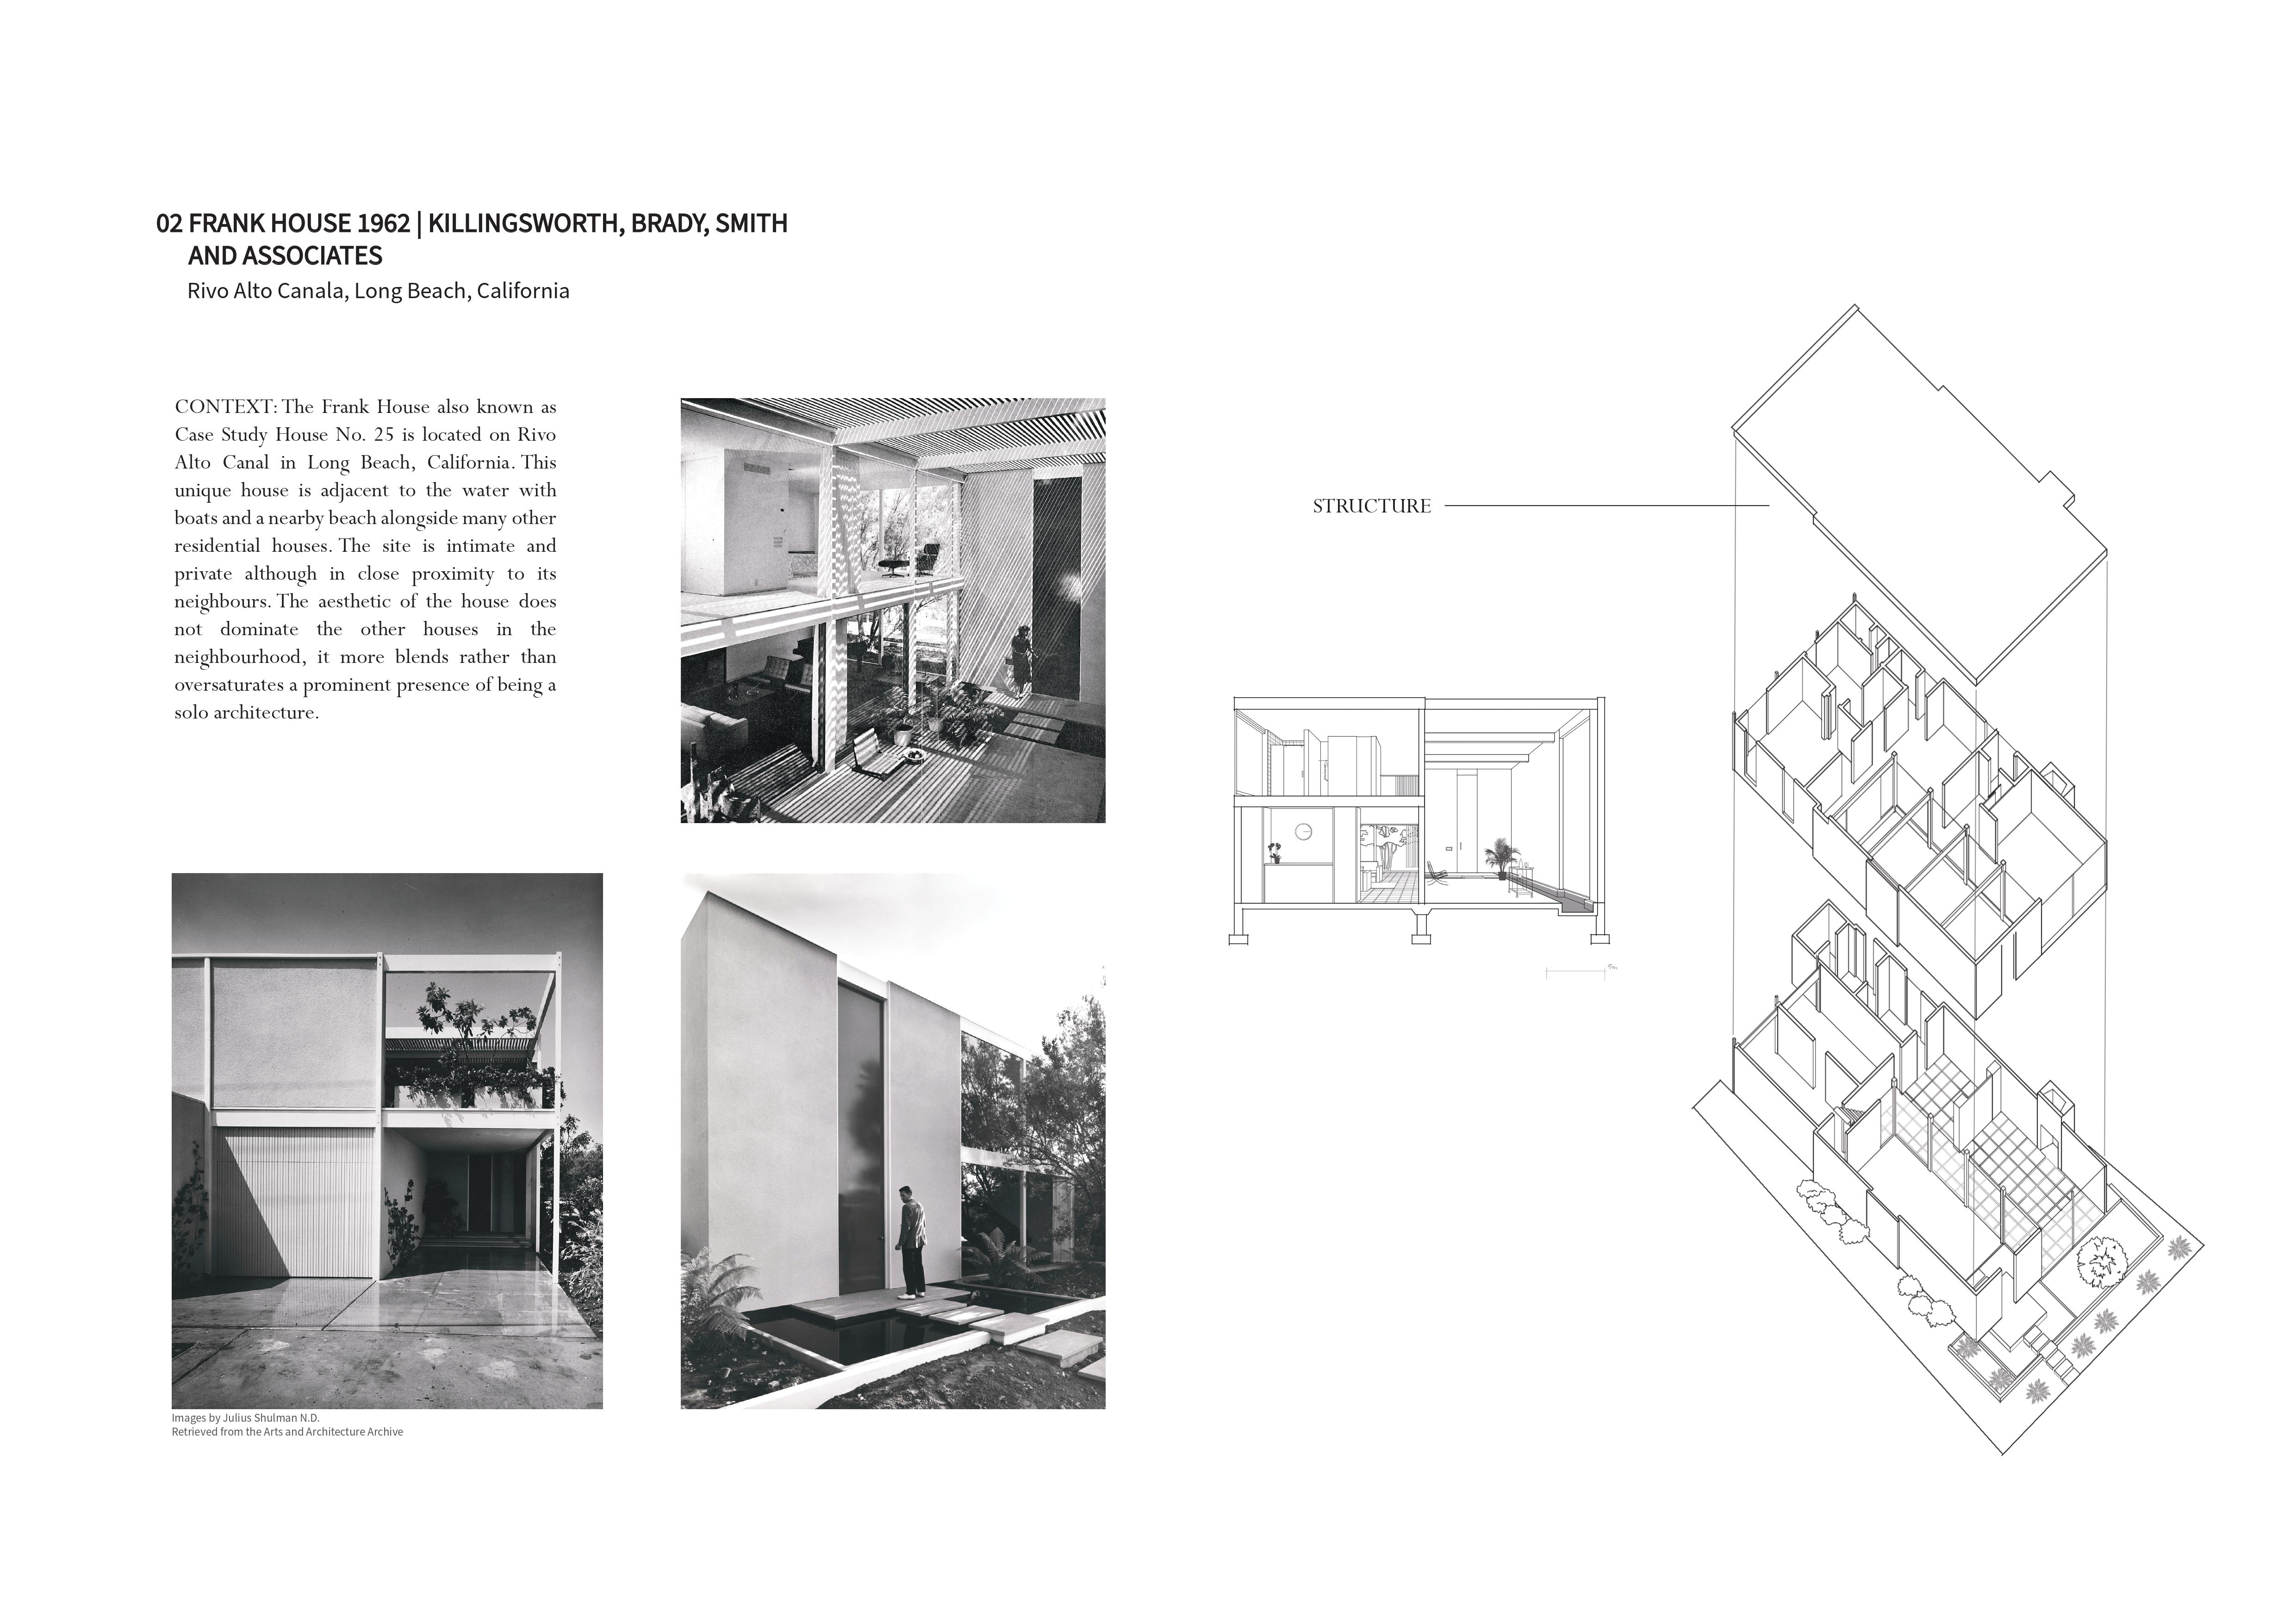 02 FRANK HOUSE 1962 | KILLINGSWORTH, BRADY, SMITH
AND ASSOCIATES
Rivo Alto Canala, Long Beach, California
CONTEXT: The Frank House also known as
Case Study House No. 25 is located on Rivo
Alto Canal in Long Beach, California. This
unique house is adjacent to the water with
boats and a nearby beach alongside many other
residential houses. The site is intimate and
private although in close proximity to its
neighbours. The aesthetic of the house does
not dominate the other houses in the
neighbourhood, it more blends rather than
oversaturates a prominent presence of being a
solo architecture.
Images by Julius Shulman N.D.
Retrieved from the Arts and Architecture Archive
STRUCTURE